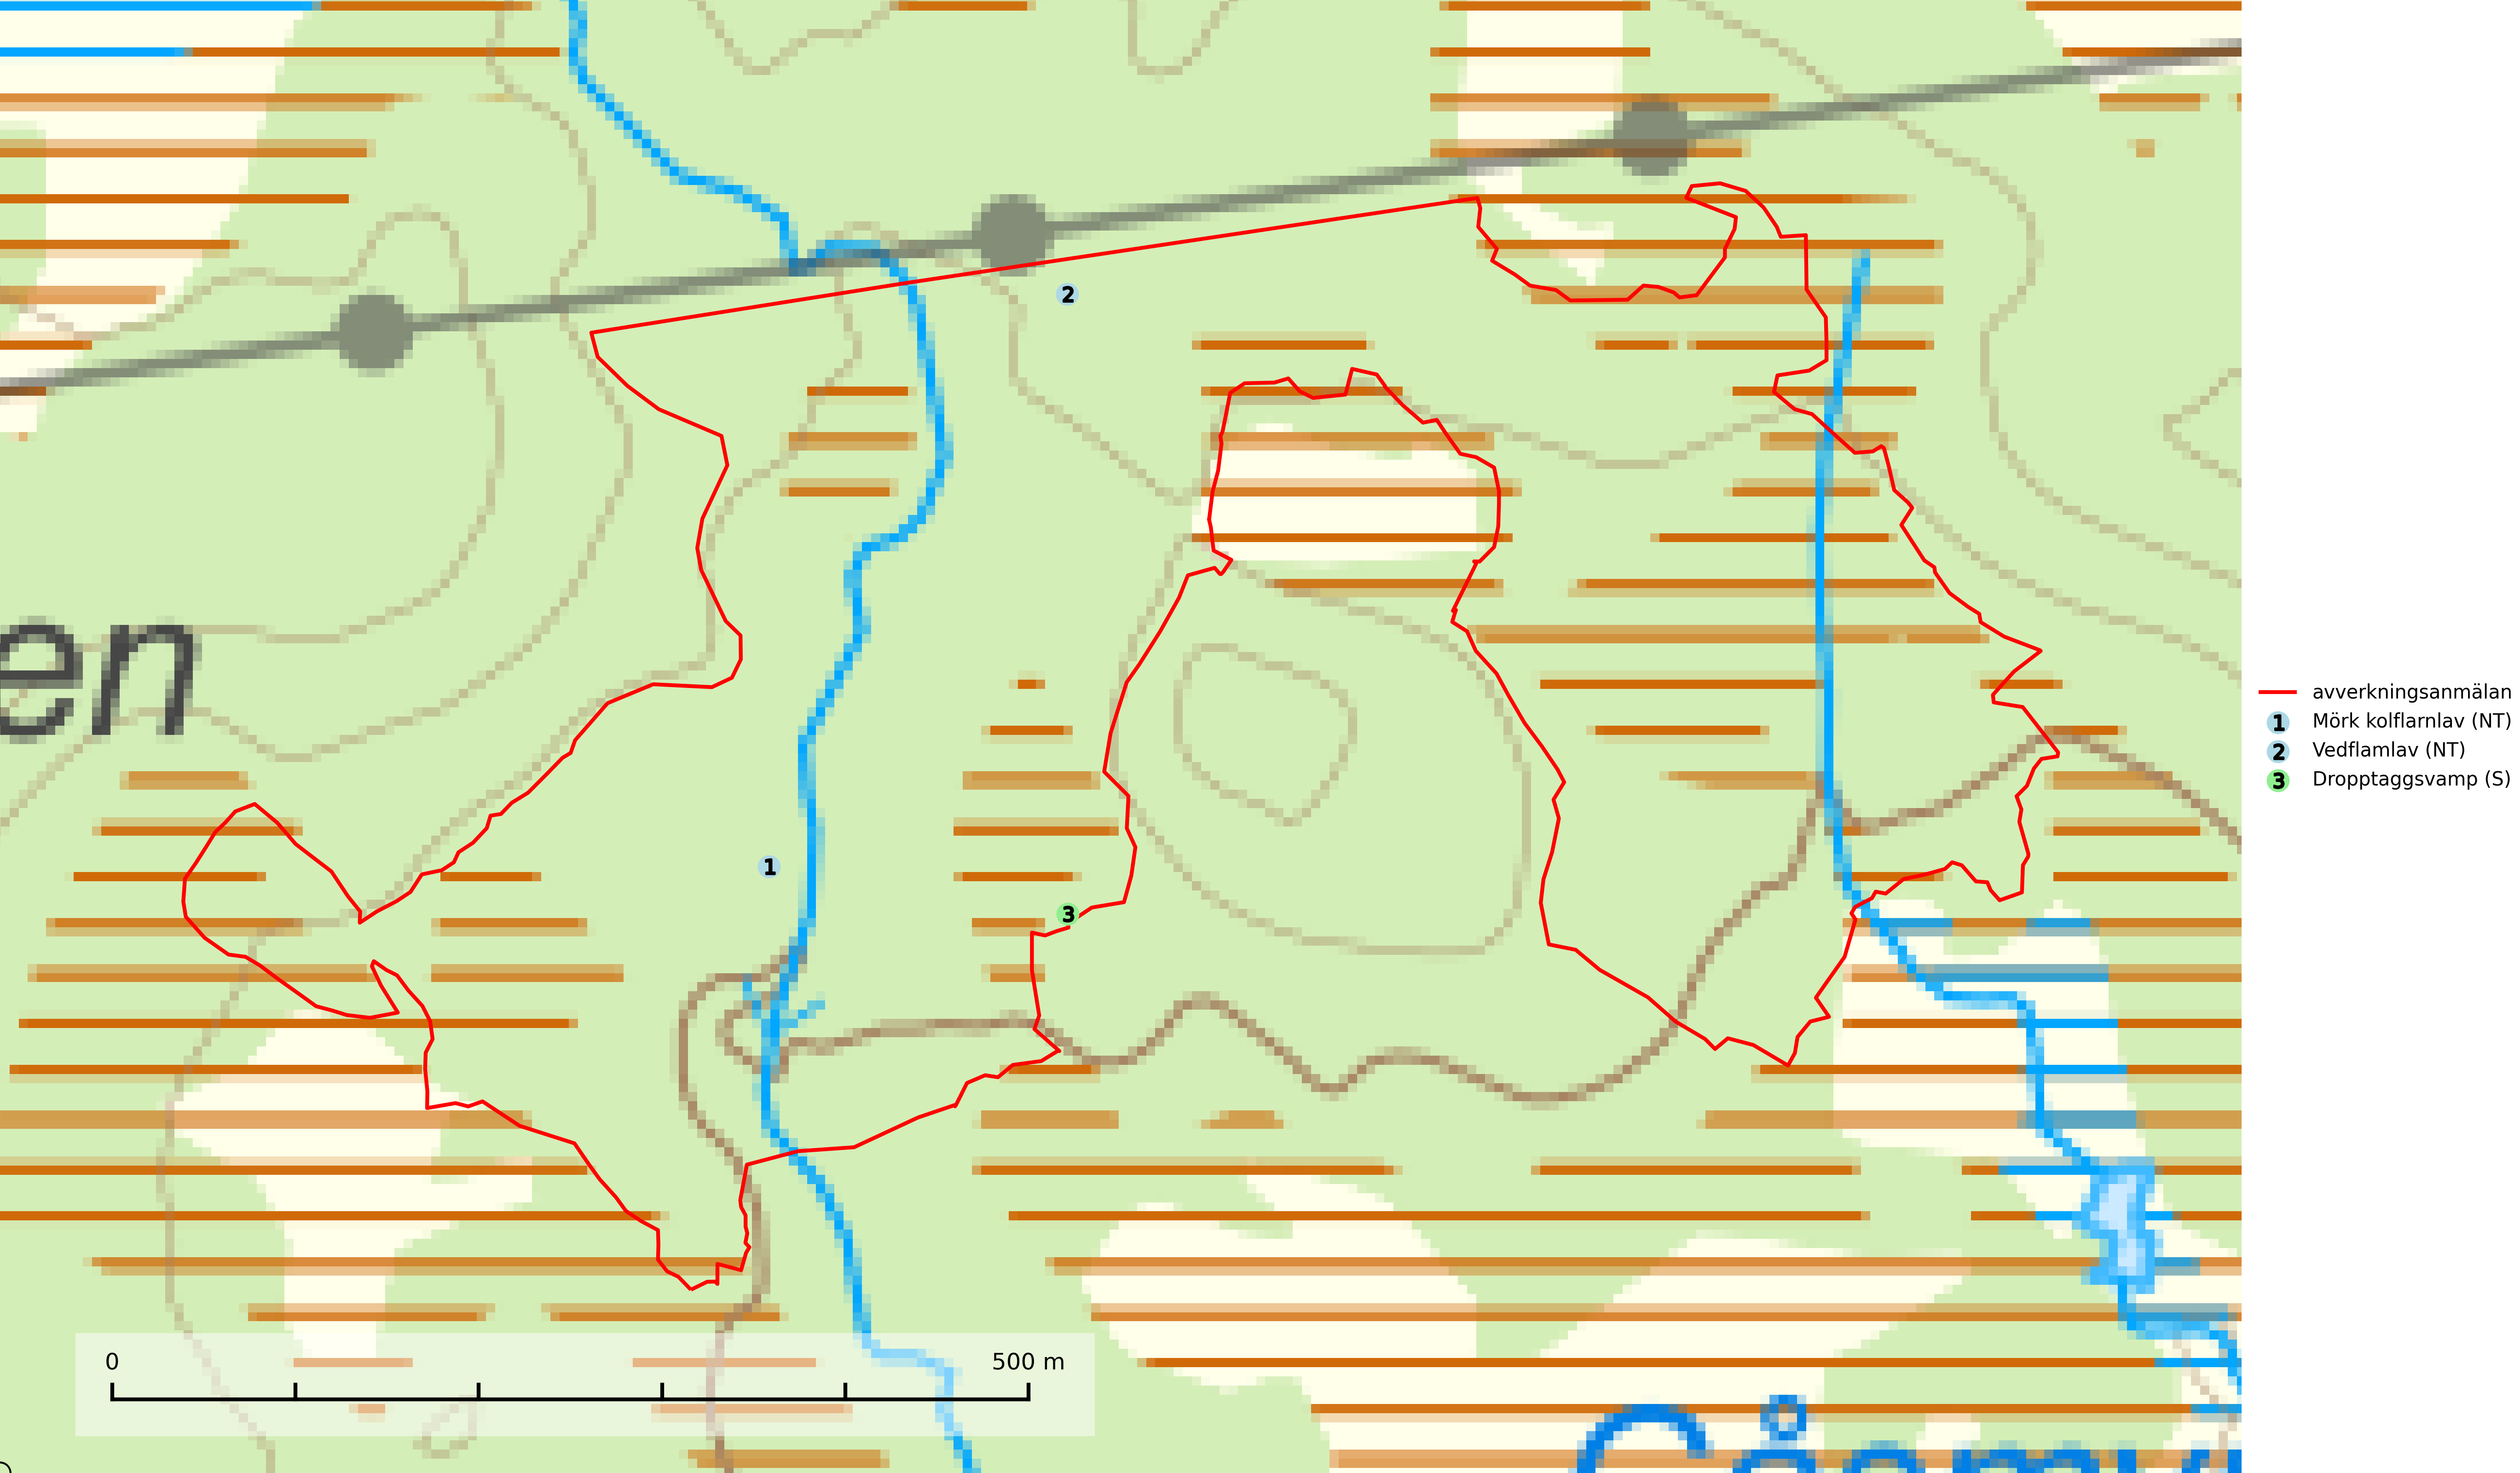 en
2
1
3
avverkningsanmälan
1 Mörk kolflarnlav (NT)
2 Vedflamlav (NT)
3 Dropptaggsvamp (S)
0 500 m